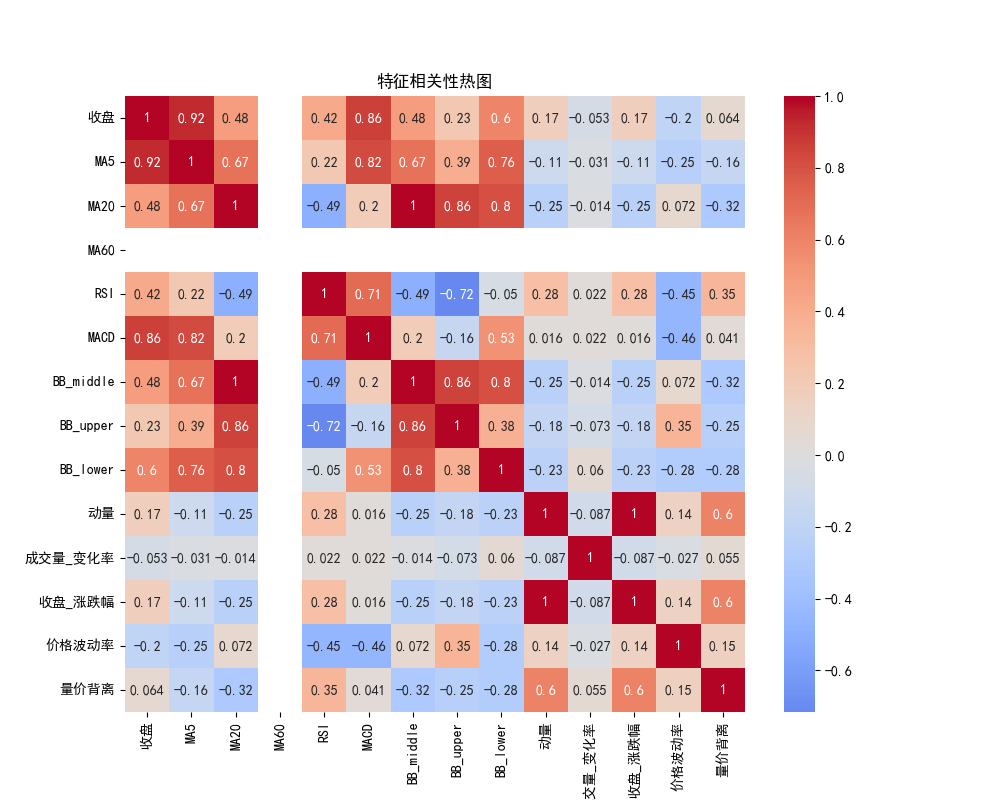 特征相关性热图
收盘 1 0.92 0.48 0.42 0.86 0.48 0.23 0.6 0.17 -0.053 0.17 -0.2 0.064
MA5 0.92 1 0.67 0.22 0.82 0.67 0.39 0.76 -0.11 -0.031 -0.11 -0.25 -0.16
MA20 0.48 0.67 1 -0.49 0.2 1 0.86 0.8 -0.25 -0.014 -0.25 0.072 -0.32
MA60
RSI 0.42 0.22 -0.49 1 0.71 -0.49 -0.72 -0.05 0.28 0.022 0.28 -0.45 0.35
MACD 0.86 0.82 0.2 0.71 1 0.2 -0.16 0.53 0.016 0.022 0.016 -0.46 0.041
BB_middle 0.48 0.67 1 -0.49 0.2 1 0.86 0.8 -0.25 -0.014 -0.25 0.072 -0.32
BB_upper 0.23 0.39 0.86 -0.72 -0.16 0.86 1 0.38 -0.18 -0.073 -0.18 0.35 -0.25
BB_lower 0.6 0.76 0.8 -0.05 0.53 0.8 0.38 1 -0.23 0.06 -0.23 -0.28 -0.28
动量 0.17 -0.11 -0.25 0.28 0.016 -0.25 -0.18 -0.23 1 -0.087 1 0.14 0.6
成交量_变化率 -0.053 -0.031 -0.014 0.022 0.022 -0.014 -0.073 0.06 -0.087 1 -0.087 -0.027 0.055
收盘_涨跌幅 0.17 -0.11 -0.25 0.28 0.016 -0.25 -0.18 -0.23 1 -0.087 1 0.14 0.6
价格波动率 -0.2 -0.25 0.072 -0.45 -0.46 0.072 0.35 -0.28 0.14 -0.027 0.14 1 0.15
量价背离 0.064 -0.16 -0.32 0.35 0.041 -0.32 -0.25 -0.28 0.6 0.055 0.6 0.15 1
收盘 MA5 MA20 MA60 RSI MACD BB_middle BB_upper BB_lower 动量 交量_变化率 收盘_涨跌幅 价格波动率 量价背离
1.0
0.8
0.6
0.4
0.2
0.0
-0.2
-0.4
-0.6